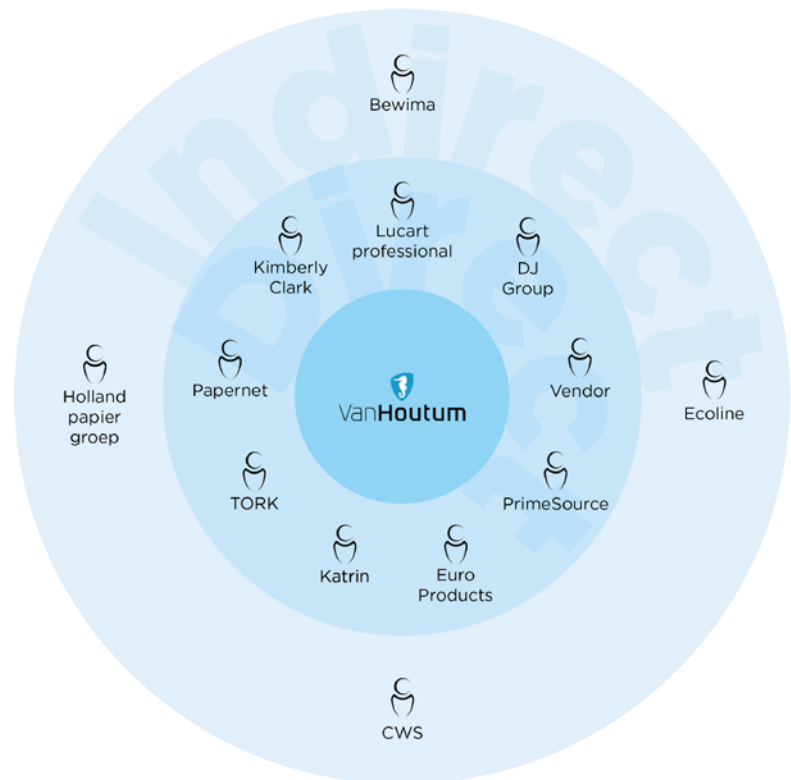 Indirect
Bewima
Direct
Lucart
professional
Kimberly
Clark
DJ
Group
Holland
papier
groep
Papernet
VanHoutum
Vendor
Ecoline
TORK
PrimeSource
Katrin
Euro
Products
CWS